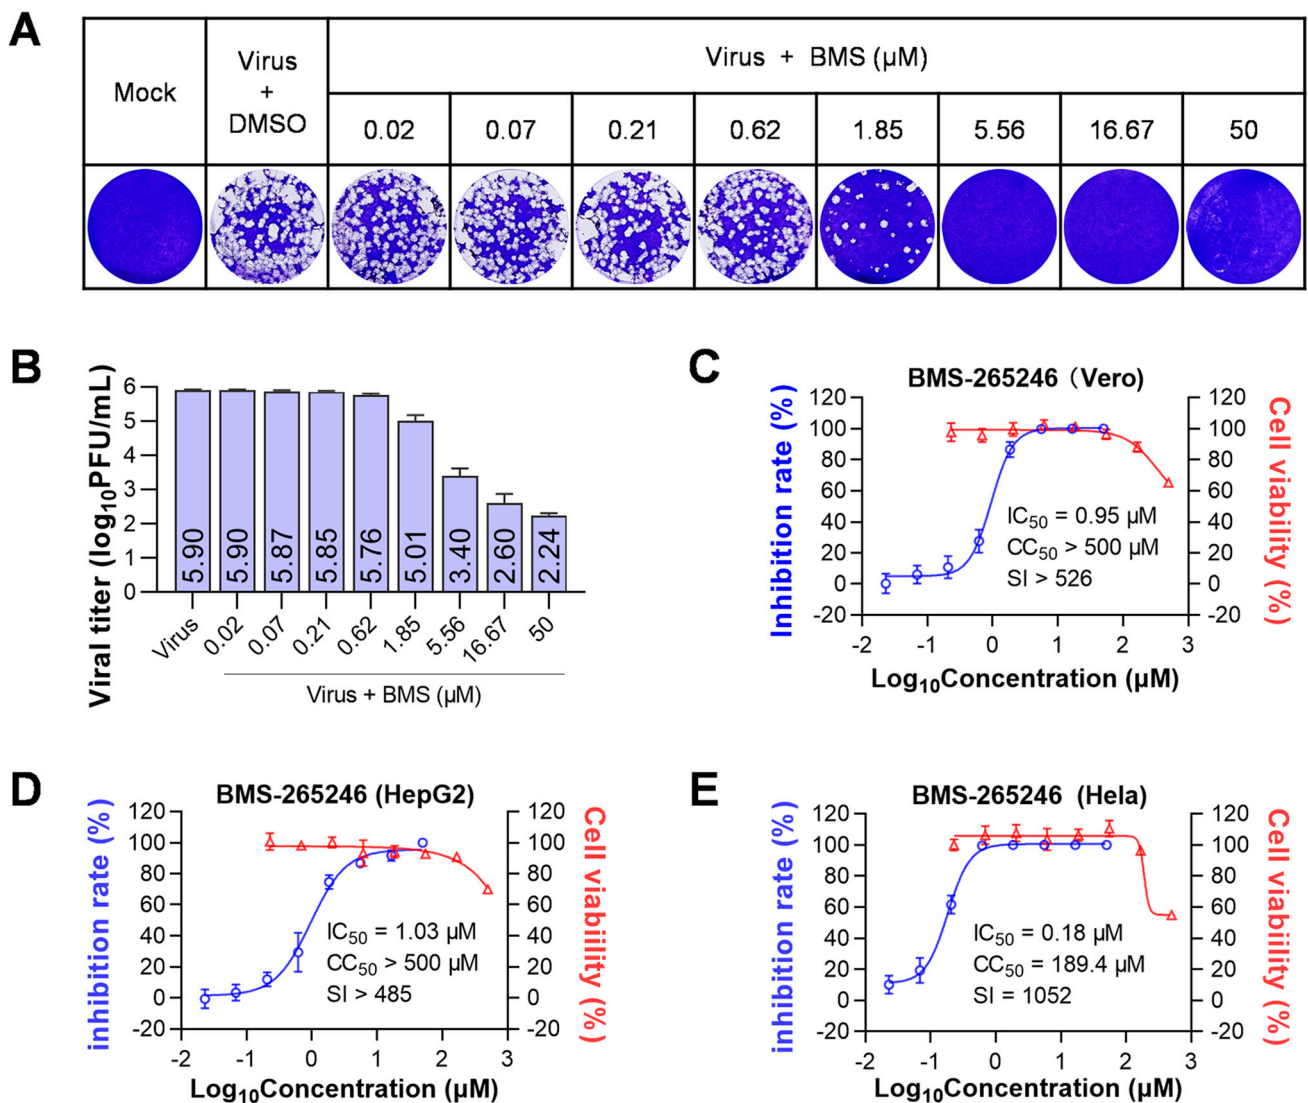 A
Mock
Virus
+
DMSO
Virus + BMS (µM)
0.02 0.07 0.21 0.62 1.85 5.56 16.67 50
B
Viral titer (log10PFU/mL)
6
5
4
3
2
1
0
5.90 5.90 5.87 5.85 5.76 5.01 3.40 2.60 2.24
Virus 0.02 0.07 0.21 0.62 1.85 5.56 16.67 50
Virus + BMS (µM)
C
BMS-265246（Vero)
Inhibition rate (%)
120
100
80
60
40
20
0
-20
Cell viability (%)
120
100
80
60
40
20
0
-20
IC50 = 0.95 µM
CC50 > 500 µM
SI > 526
-2 -1 0 1 2 3
Log10Concentration (µM)
D
BMS-265246 (HepG2)
inhibition rate (%)
120
100
80
60
40
20
0
-20
Cell viabiility (%)
120
100
80
60
40
20
0
-20
IC50 = 1.03 µM
CC50 > 500 µM
SI > 485
-2 -1 0 1 2 3
Log10Concentration (µM)
E
BMS-265246 (Hela)
inhibition rate (%)
120
100
80
60
40
20
0
-20
Cell viability (%)
120
100
80
60
40
20
0
-20
IC50 = 0.18 µM
CC50 = 189.4 µM
SI = 1052
-2 -1 0 1 2 3
Log10Concentration (µM)